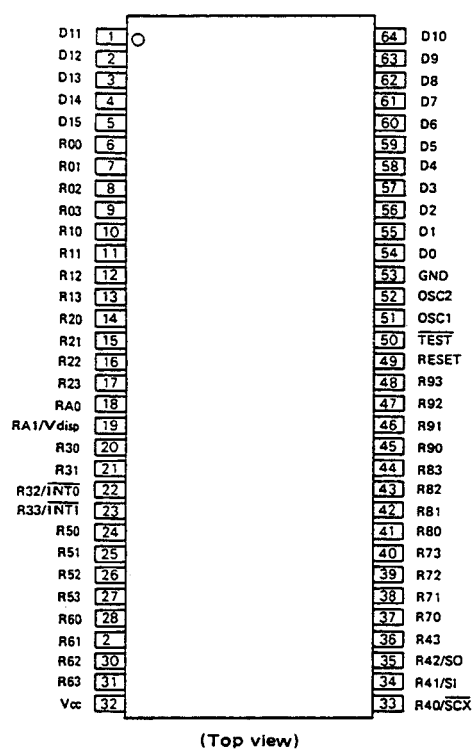 D11 1 64 D10
D12 2 63 D9
D13 3 62 D8
D14 4 61 D7
D15 5 60 D6
R00 6 59 D5
R01 7 58 D4
R02 8 57 D3
R03 9 56 D2
R10 10 55 D1
R11 11 54 D0
R12 12 53 GND
R13 13 52 OSC2
R20 14 51 OSC1
R21 15 50 TEST
R22 16 49 RESET
R23 17 48 R93
RA0 18 47 R92
RA1/Vdisp 19 46 R91
R30 20 45 R90
R31 21 44 R83
R32/INT0 22 43 R82
R33/INT1 23 42 R81
R50 24 41 R80
R51 25 40 R73
R52 26 39 R72
R53 27 38 R71
R60 28 37 R70
R61 2 36 R43
R62 30 35 R42/SO
R63 31 34 R41/SI
Vcc 32 33 R40/SCX
(Top view)